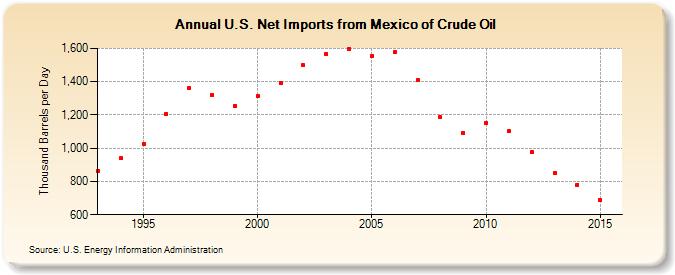 Annual U.S. Net Imports from Mexico of Crude Oil
Thousand Barrels per Day
1,600
1,400
1,200
1,000
800
600
1995 2000 2005 2010 2015
Source: U.S. Energy Information Administration